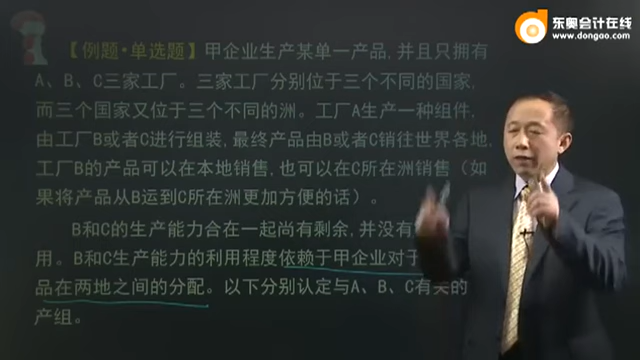 东奥会计在线
www.dongao.com
【例题·单选题】甲企业生产某单一产品,并且只拥有
A、B、C三家工厂。三家工厂分别位于三个不同的国家,
而三个国家又位于三个不同的洲。工厂A生产一种组件,
由工厂B或者C进行组装,最终产品由B或者C销往世界各地,
工厂B的产品可以在本地销售,也可以在C所在洲销售(如
果将产品从B运到C所在洲更加方便的话)。
B和C的生产能力合在一起尚有剩余,并没有
用。B和C生产能力的利用程度依赖于甲企业对于
品在两地之间的分配。以下分别认定与A、B、C有关的
产组。